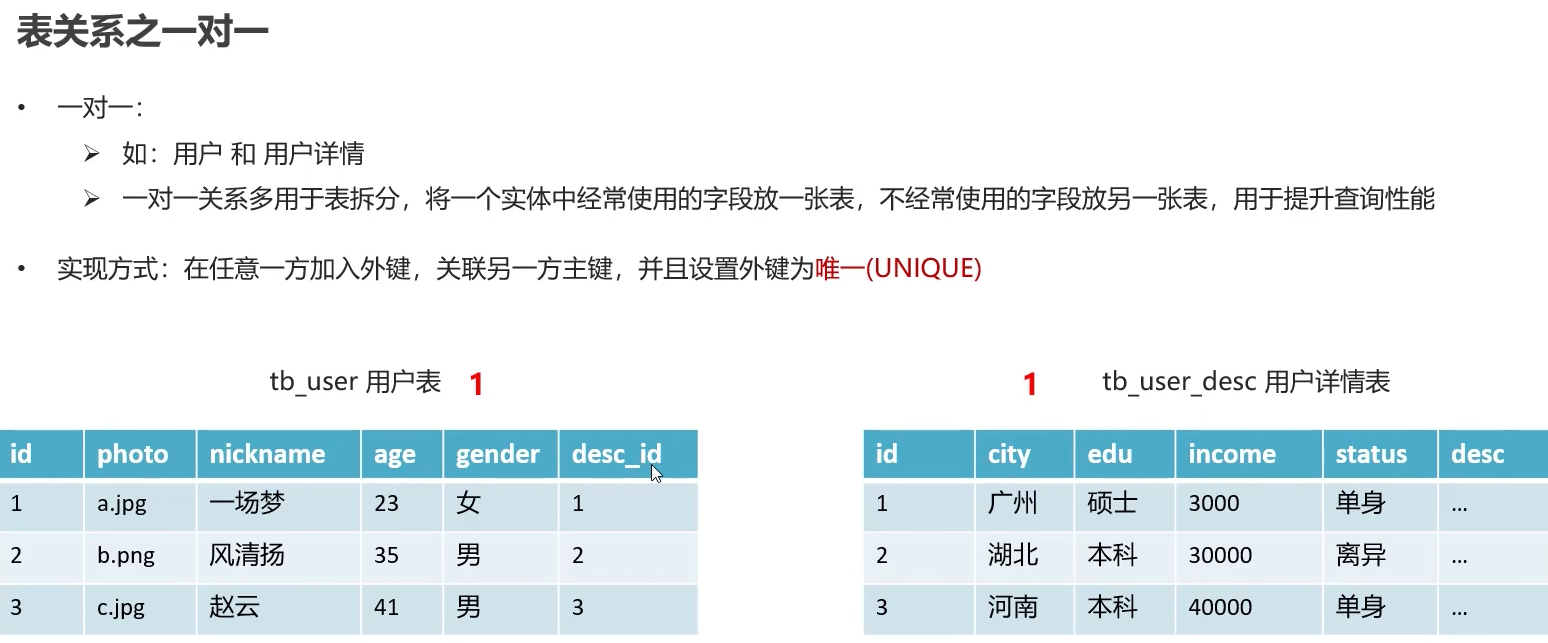 表关系之一对一
• 一对一：
➢ 如：用户 和 用户详情
➢ 一对一关系多用于表拆分，将一个实体中经常使用的字段放一张表，不经常使用的字段放另一张表，用于提升查询性能
• 实现方式：在任意一方加入外键，关联另一方主键，并且设置外键为唯一(UNIQUE)
tb_user 用户表 1
id photo nickname age gender desc_id
1 a.jpg 一场梦 23 女 1
2 b.png 风清扬 35 男 2
3 c.jpg 赵云 41 男 3
1 tb_user_desc 用户详情表
id city edu income status desc
1 广州 硕士 3000 单身 ...
2 湖北 本科 30000 离异 ...
3 河南 本科 40000 单身 ...